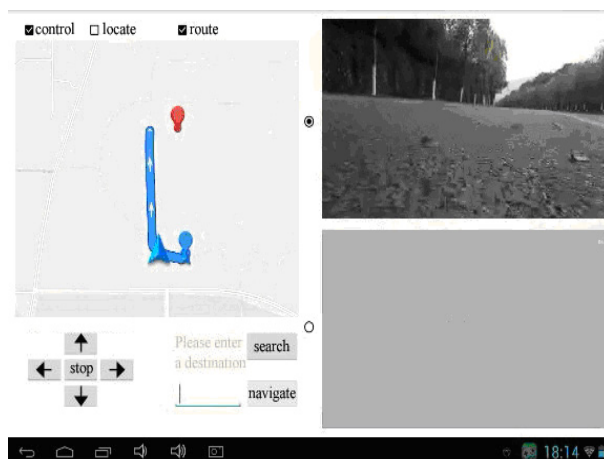 control locate route
Please enter
a destination
search
stop
navigate
18:14